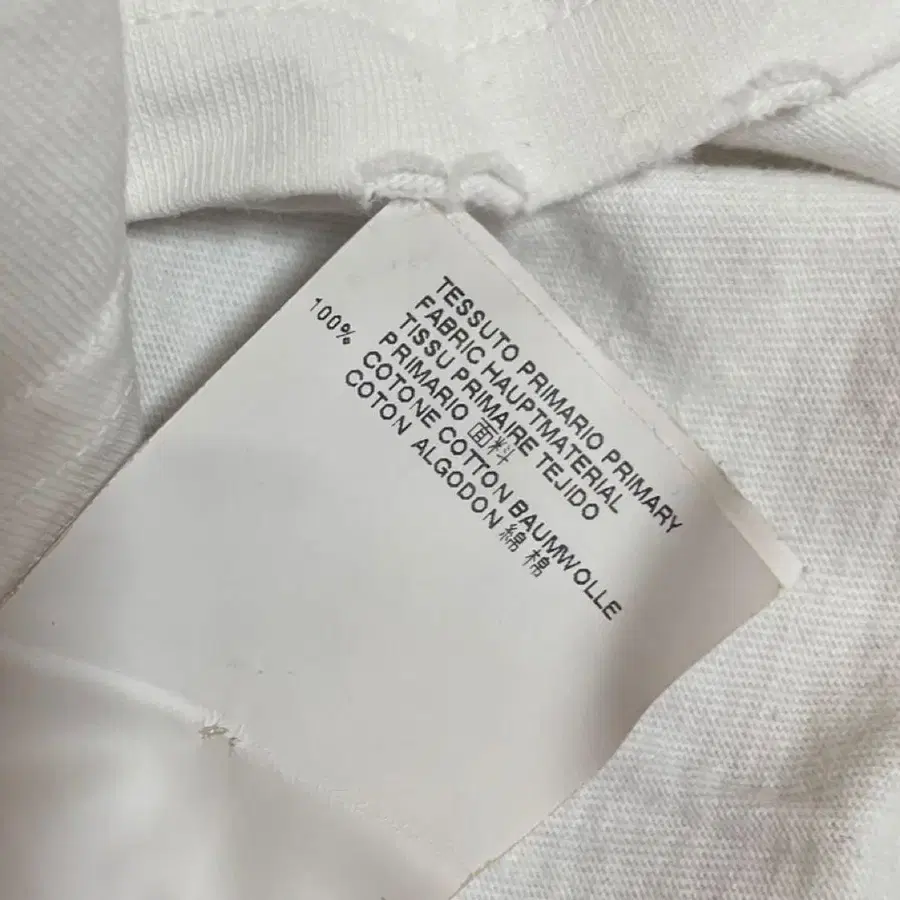 TESSUTO PRIMARIO PRIMARY
FABRIC HAUPTMATERIAL
TISSU PRIMAIRE TEJIDO
PRIMARIO 面料
100% COTONE COTTON BAUMWOLLE
COTON ALGODON 綿 棉